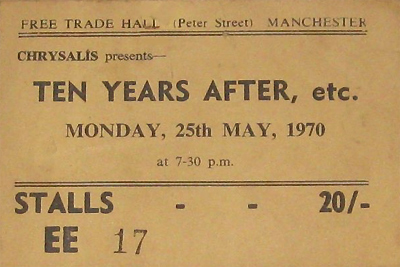 FREE TRADE HALL (Peter Street) MANCHESTER
CHRYSALIS presents—
TEN YEARS AFTER, etc.
MONDAY, 25th MAY, 1970
at 7-30 p.m.
STALLS - - 20/-
EE 17